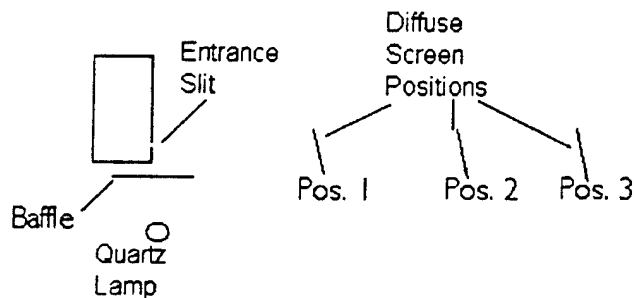 Entrance
Slit
Diffuse
Screen
Positions
Pos. 1
Pos. 2
Pos. 3
Baffle
Quartz
Lamp